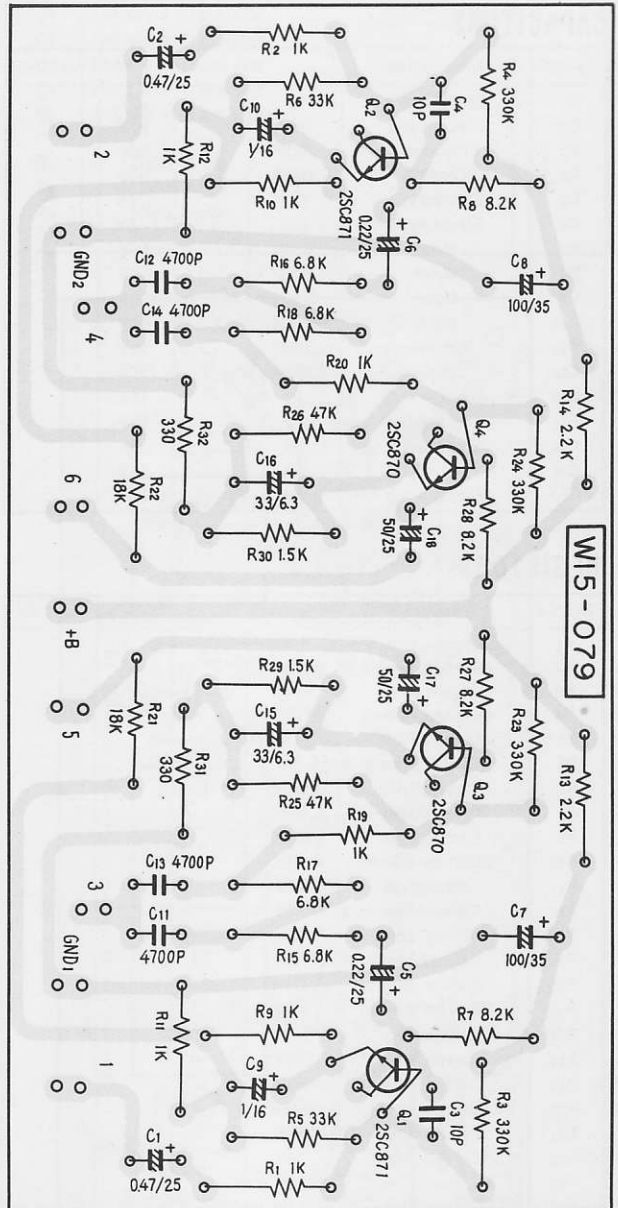 C2 +
0.47/25
R2 1K
R6 33K
C10 +
1/16
R12
1K
R10 1K
Q2
2SC871
C4
10P
R4 330K
R8 8.2K
C6 +
0.22/25
2
GND2
C12 4700P
C14 4700P
4
R16 6.8K
R18 6.8K
C8 +
100/35
R20 1K
R26 47K
R32
330
R22
18K
C16 +
33/6.3
R30 1.5K
Q4
2SC870
C18 +
50/25
R28 8.2K
R24 330K
R14 2.2K
6
W15-079
+B
5
R29 1.5K
C15 +
33/6.3
R21
18K
R31
330
R25 47K
C17 +
50/25
Q3
2SC870
R27 8.2K
R23 330K
R13 2.2K
R19
1K
C13 4700P
R17
6.8K
3
C11
4700P
R15 6.8K
GND1
C5 +
0.22/25
C7 +
100/35
R11
1K
R9 1K
C9 +
1/16
R5 33K
R1 1K
C1 +
0.47/25
1
Q1
2SC871
C3 10P
R7 8.2K
R3 330K